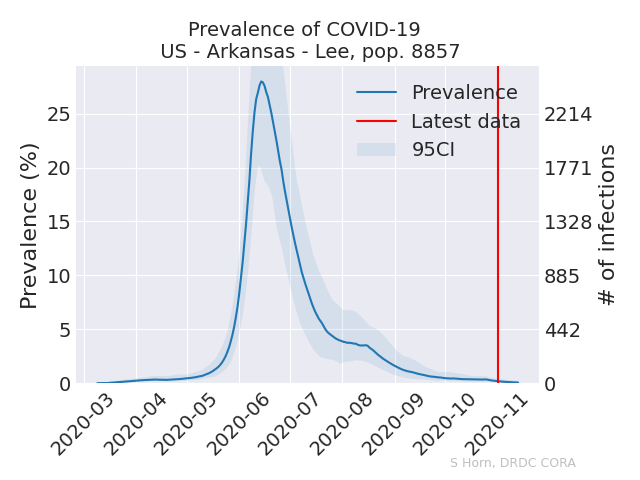 Prevalence of COVID-19
US - Arkansas - Lee, pop. 8857
Prevalence
Latest data
95CI
Prevalence (%)
25
20
15
10
5
0
2214
1771
1328
885
442
0
# of infections
2020-03
2020-04
2020-05
2020-06
2020-07
2020-08
2020-09
2020-10
2020-11
S Horn, DRDC CORA